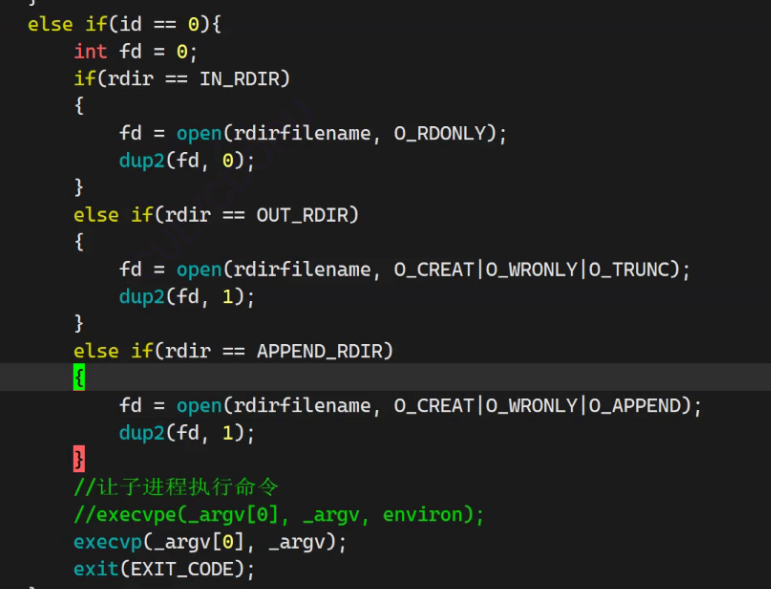 }
else if(id == 0){
    int fd = 0;
    if(rdir == IN_RDIR)
    {
        fd = open(rdirfilename, O_RDONLY);
        dup2(fd, 0);
    }
    else if(rdir == OUT_RDIR)
    {
        fd = open(rdirfilename, O_CREAT|O_WRONLY|O_TRUNC);
        dup2(fd, 1);
    }
    else if(rdir == APPEND_RDIR)
    {
        fd = open(rdirfilename, O_CREAT|O_WRONLY|O_APPEND);
        dup2(fd, 1);
    }
    //让子进程执行命令
    //execvpe(_argv[0], _argv, environ);
    execvp(_argv[0], _argv);
    exit(EXIT_CODE);